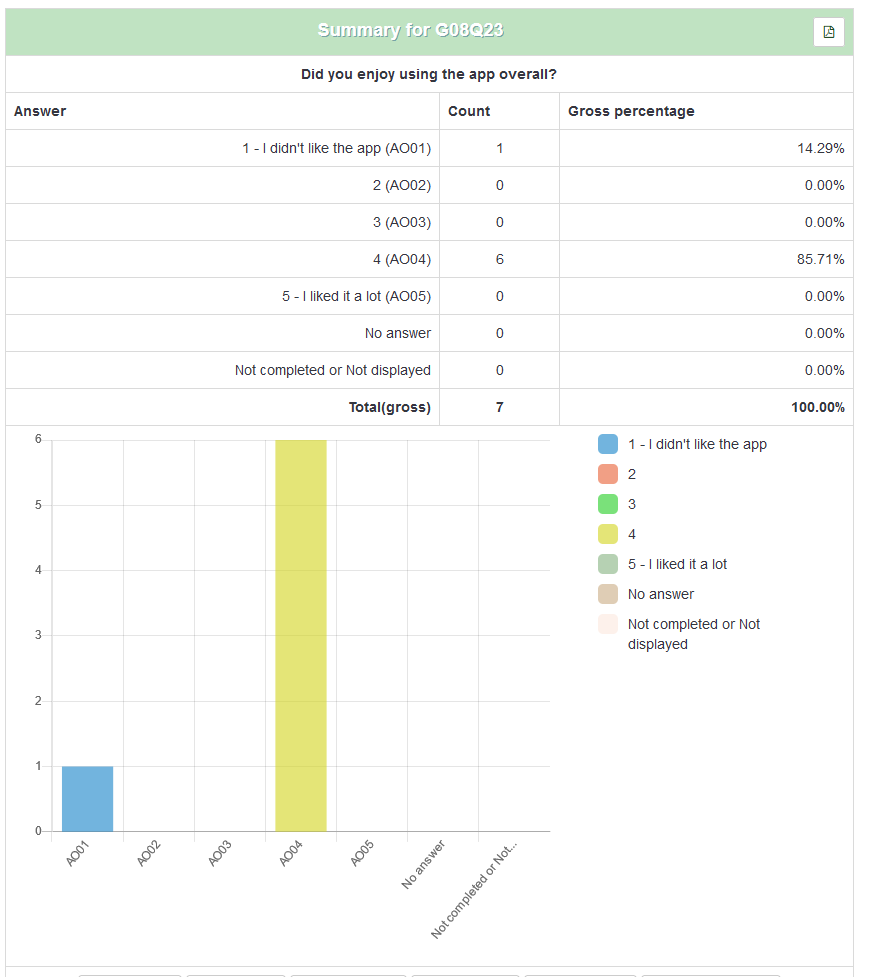 Summary for G08Q23
Did you enjoy using the app overall?
Answer Count Gross percentage
1 - I didn't like the app (AO01) 1 14.29%
2 (AO02) 0 0.00%
3 (AO03) 0 0.00%
4 (AO04) 6 85.71%
5 - I liked it a lot (AO05) 0 0.00%
No answer 0 0.00%
Not completed or Not displayed 0 0.00%
Total(gross) 7 100.00%
6
5
4
3
2
1
0
AO01
AO02
AO03
AO04
AO05
No answer
Not completed or Not...
1 - I didn't like the app
2
3
4
5 - I liked it a lot
No answer
Not completed or Not
displayed